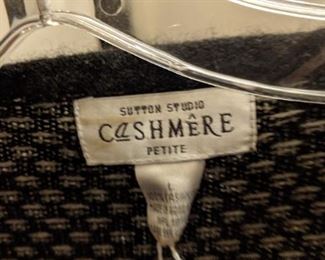 SUTTON STUDIO
CaSHMÊRE
PETITE
L